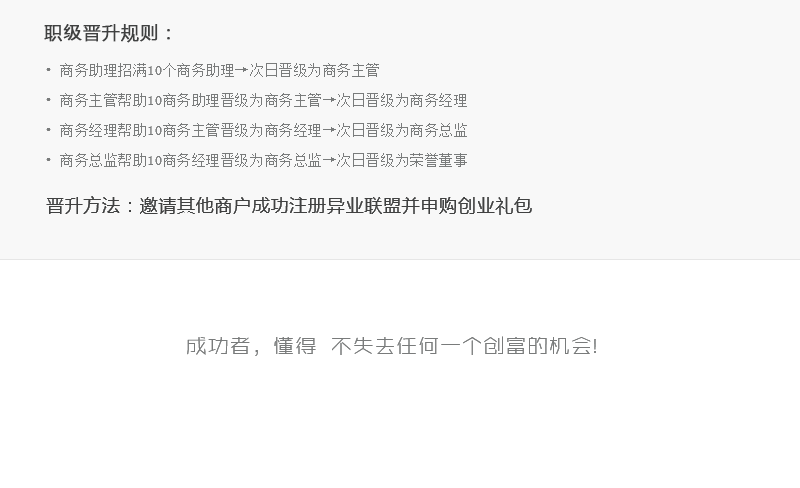 职级晋升规则：
• 商务助理招满10个商务助理→次日晋级为商务主管
• 商务主管帮助10商务助理晋级为商务主管→次日晋级为商务经理
• 商务经理帮助10商务主管晋级为商务经理→次日晋级为商务总监
• 商务总监帮助10商务经理晋级为商务总监→次日晋级为荣誉董事
晋升方法：邀请其他商户成功注册异业联盟并申购创业礼包
成功者，懂得 不失去任何一个创富的机会!